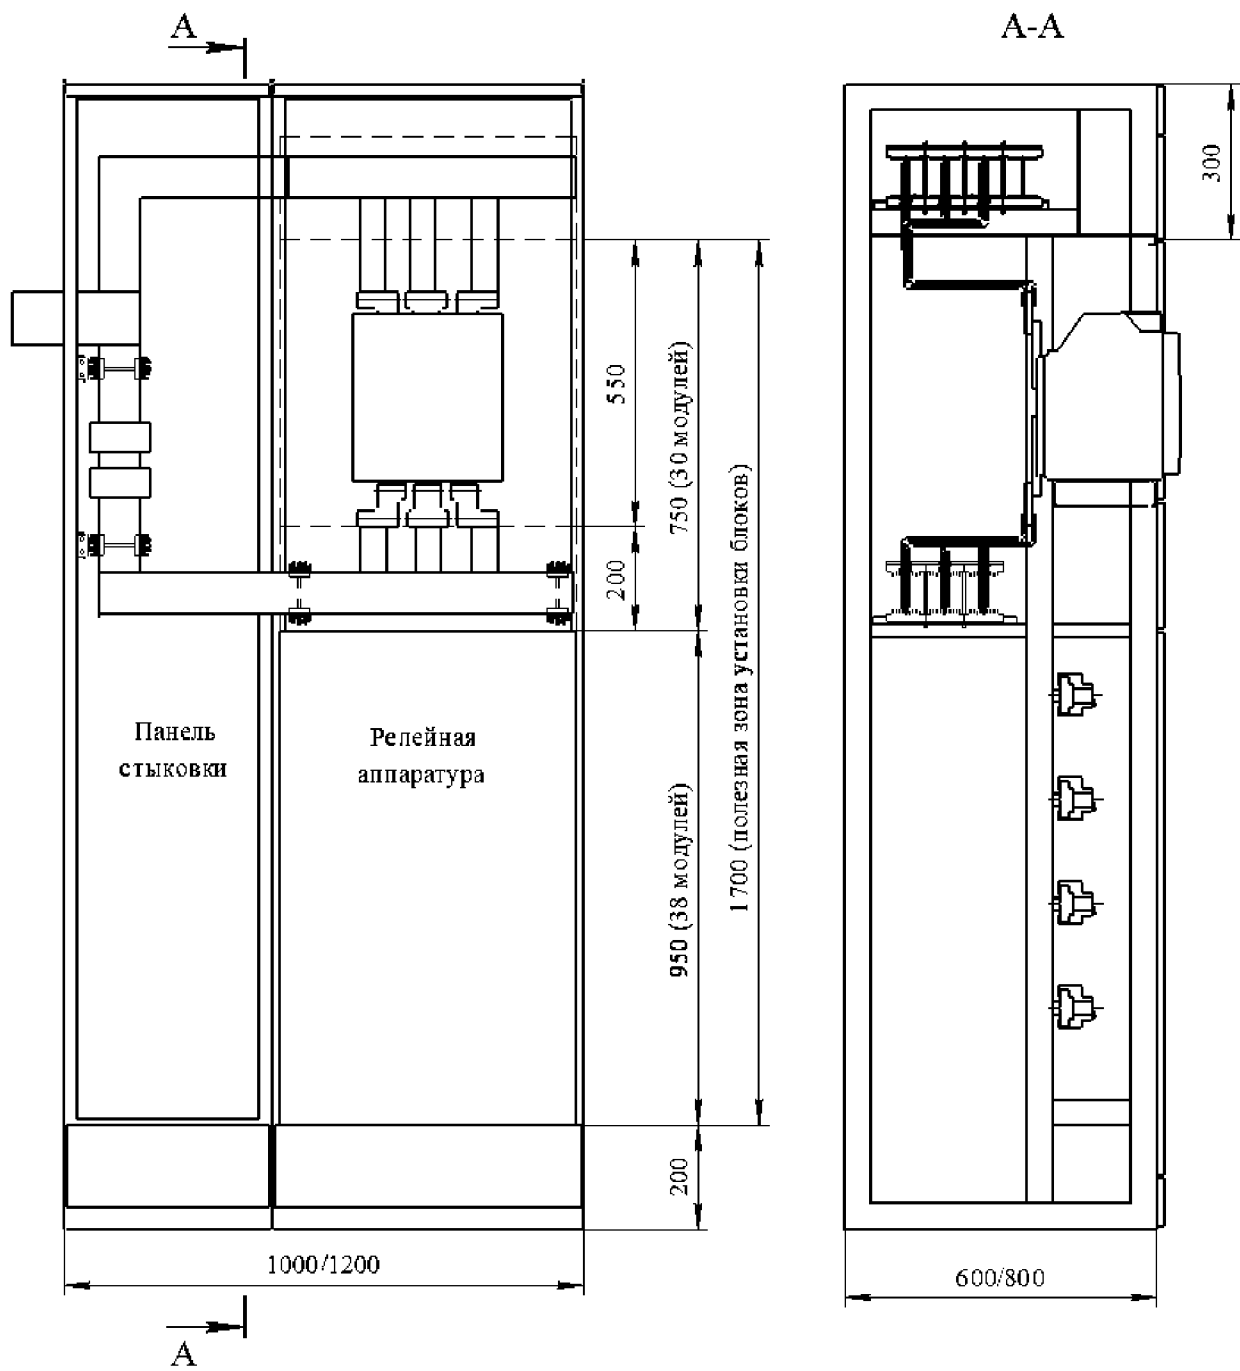 А
А-А
300
550
750 (30 модулей)
200
1700 (полезная зона установки блоков)
Панель
стыковки
Релейная
аппаратура
950 (38 модулей)
200
1000/1200
600/800
А